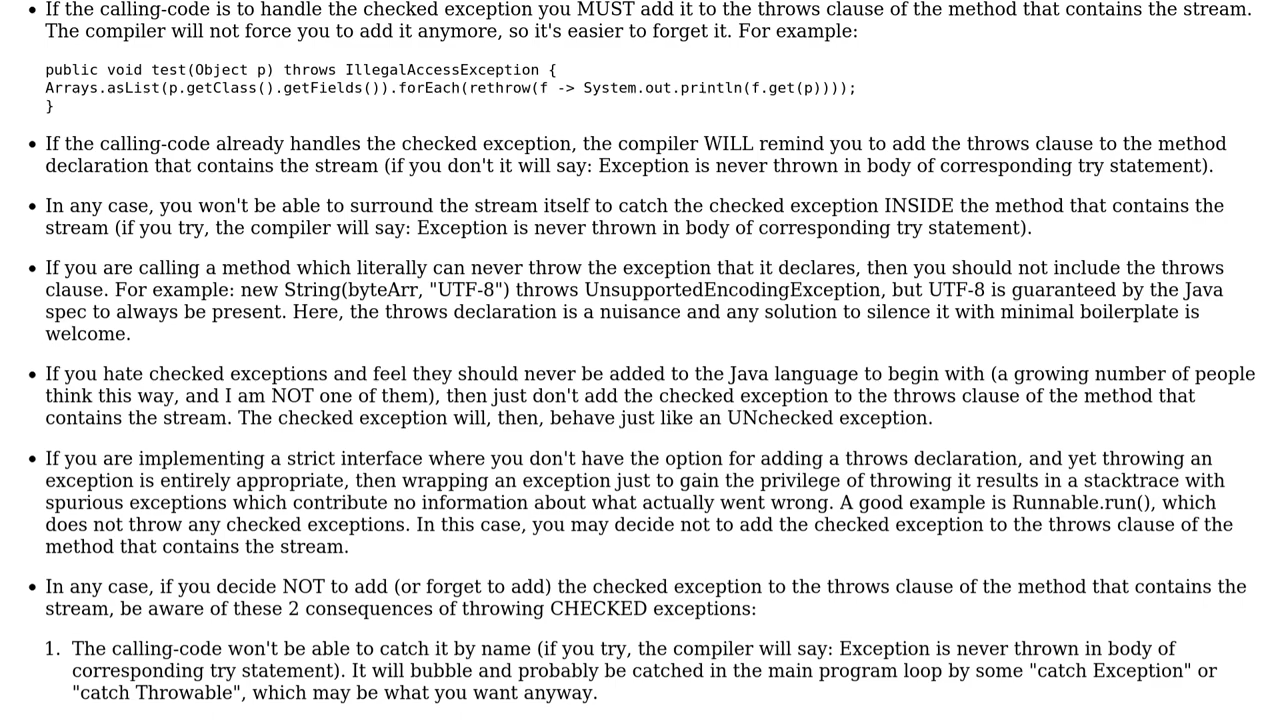 • If the calling-code is to handle the checked exception you MUST add it to the throws clause of the method that contains the stream.
The compiler will not force you to add it anymore, so it's easier to forget it. For example:
public void test(Object p) throws IllegalAccessException {
Arrays.asList(p.getClass().getFields()).forEach(rethrow(f -> System.out.println(f.get(p))));
}
• If the calling-code already handles the checked exception, the compiler WILL remind you to add the throws clause to the method
declaration that contains the stream (if you don't it will say: Exception is never thrown in body of corresponding try statement).
• In any case, you won't be able to surround the stream itself to catch the checked exception INSIDE the method that contains the
stream (if you try, the compiler will say: Exception is never thrown in body of corresponding try statement).
• If you are calling a method which literally can never throw the exception that it declares, then you should not include the throws
clause. For example: new String(byteArr, "UTF-8") throws UnsupportedEncodingException, but UTF-8 is guaranteed by the Java
spec to always be present. Here, the throws declaration is a nuisance and any solution to silence it with minimal boilerplate is
welcome.
• If you hate checked exceptions and feel they should never be added to the Java language to begin with (a growing number of people
think this way, and I am NOT one of them), then just don't add the checked exception to the throws clause of the method that
contains the stream. The checked exception will, then, behave just like an UNchecked exception.
• If you are implementing a strict interface where you don't have the option for adding a throws declaration, and yet throwing an
exception is entirely appropriate, then wrapping an exception just to gain the privilege of throwing it results in a stacktrace with
spurious exceptions which contribute no information about what actually went wrong. A good example is Runnable.run(), which
does not throw any checked exceptions. In this case, you may decide not to add the checked exception to the throws clause of the
method that contains the stream.
• In any case, if you decide NOT to add (or forget to add) the checked exception to the throws clause of the method that contains the
stream, be aware of these 2 consequences of throwing CHECKED exceptions:
1. The calling-code won't be able to catch it by name (if you try, the compiler will say: Exception is never thrown in body of
corresponding try statement). It will bubble and probably be catched in the main program loop by some "catch Exception" or
"catch Throwable", which may be what you want anyway.